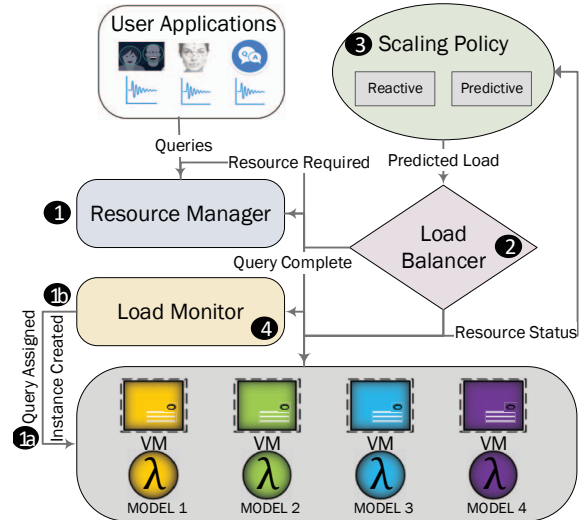 User Applications
Q A
3 Scaling Policy
Reactive
Predictive
Queries
Resource Required
Predicted Load
1 Resource Manager
Load
Balancer
2
Query Complete
1b
Load Monitor
4
Resource Status
Query Assigned
Instance Created
1a
VM
VM
VM
VM
λ
λ
λ
λ
MODEL 1
MODEL 2
MODEL 3
MODEL 4